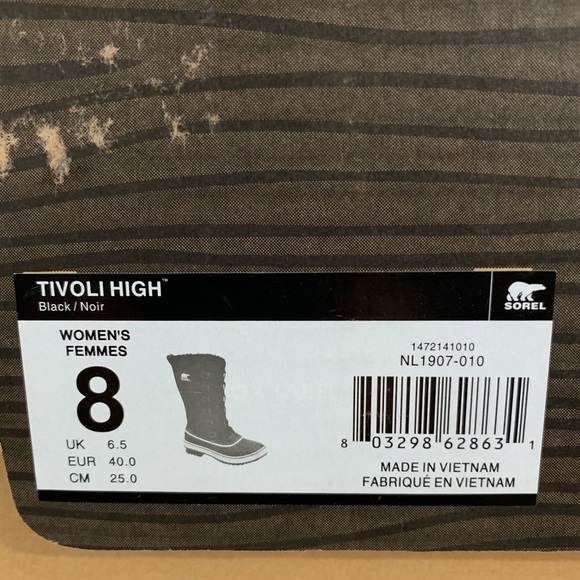 TIVOLI HIGH™
Black / Noir
SOREL
WOMEN'S
FEMMES
8
UK 6.5
EUR 40.0
CM 25.0
1472141010
NL1907-010
8 03298 62863 1
MADE IN VIETNAM
FABRIQUÉ EN VIETNAM